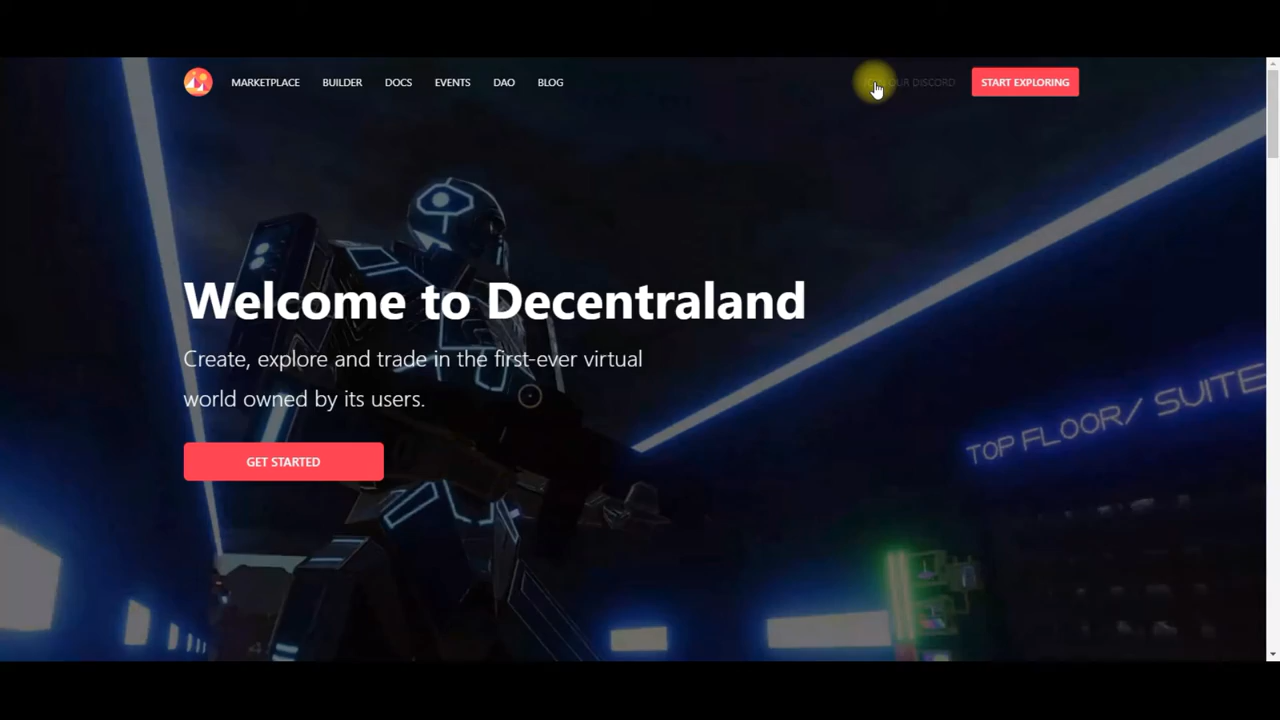 MARKETPLACE BUILDER DOCS EVENTS DAO BLOG OUR DISCORD START EXPLORING
Welcome to Decentraland
Create, explore and trade in the first-ever virtual
world owned by its users.
GET STARTED
TOP FLOOR/ SUITE